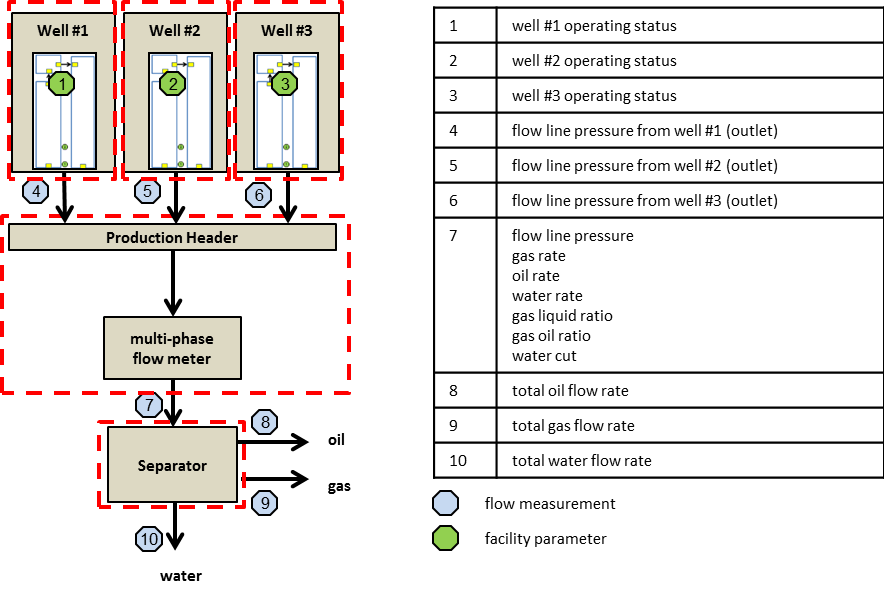 Well #1
Well #2
Well #3
1
2
3
4
5
6
Production Header
multi-phase
flow meter
7
8
oil
Separator
gas
9
10
water
1 well #1 operating status
2 well #2 operating status
3 well #3 operating status
4 flow line pressure from well #1 (outlet)
5 flow line pressure from well #2 (outlet)
6 flow line pressure from well #3 (outlet)
7 flow line pressure
gas rate
oil rate
water rate
gas liquid ratio
gas oil ratio
water cut
8 total oil flow rate
9 total gas flow rate
10 total water flow rate
flow measurement
facility parameter